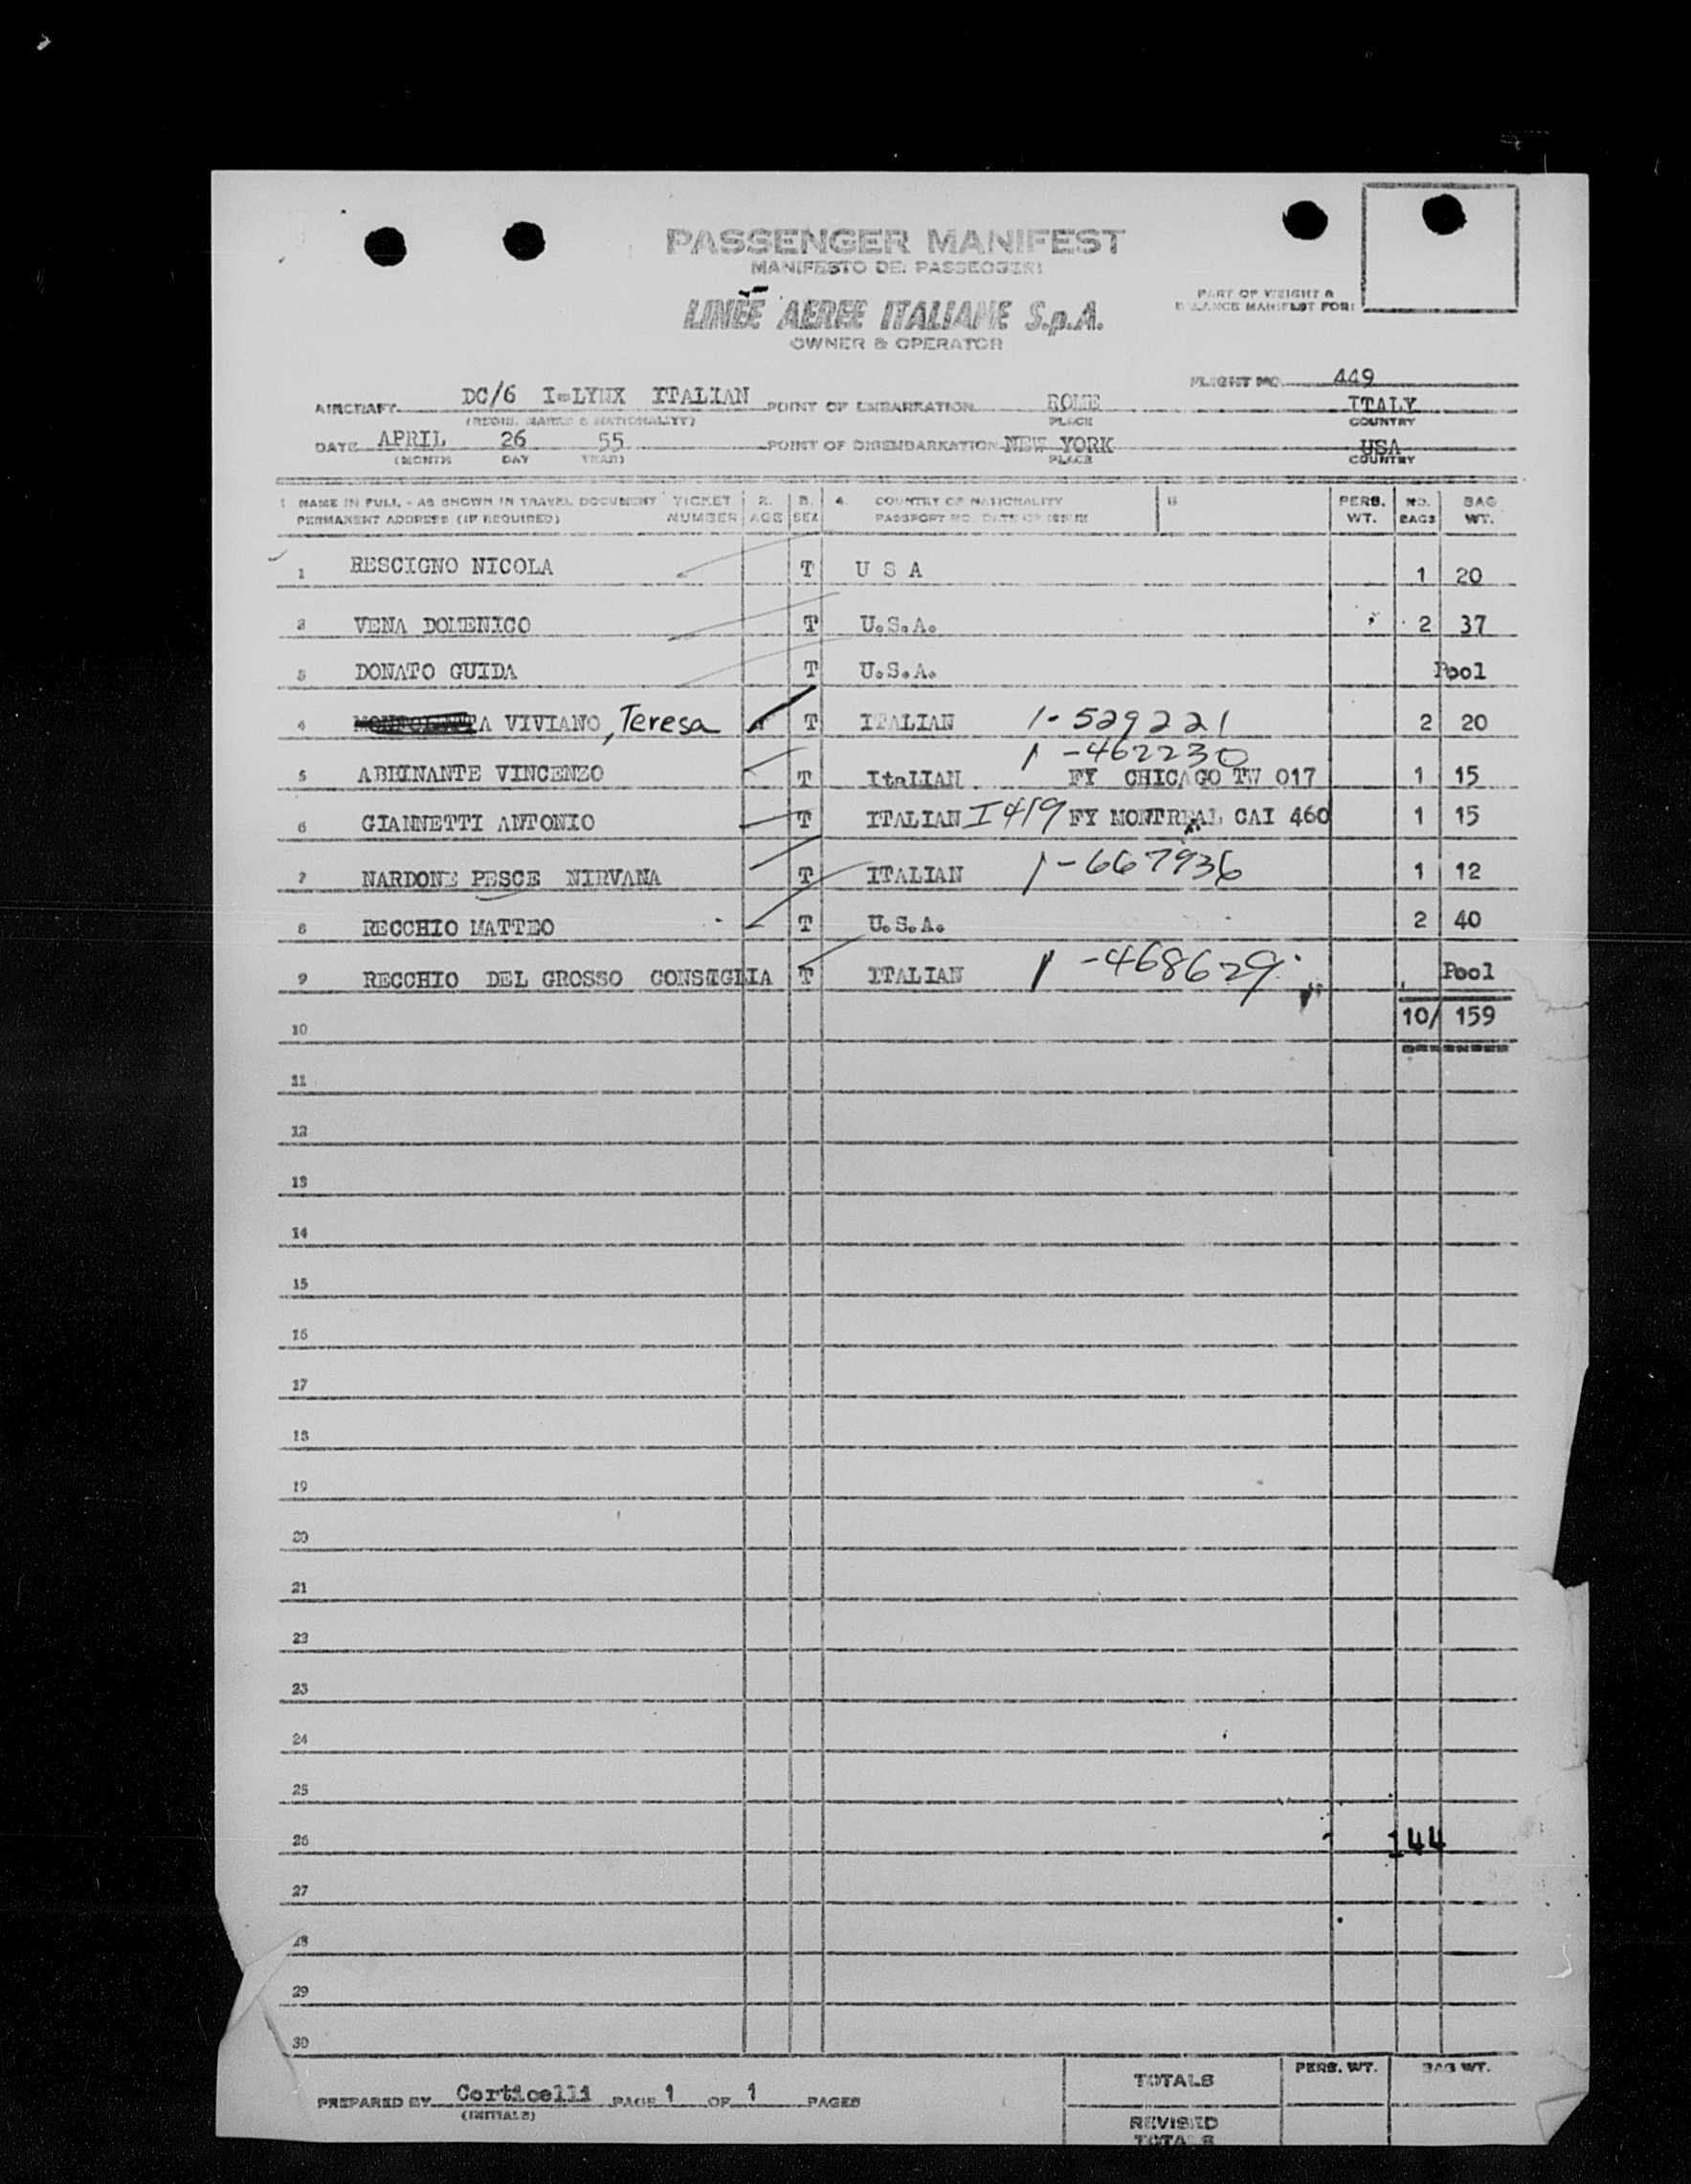 PASSENGER MANIFEST
MANIFESTO DEI PASSEGGERI
LINEE AEREE ITALIANE S.p.A.
OWNER & OPERATOR
PART OF WEIGHT &
BALANCE MANIFEST FOR:
FLIGHT NO. 449
AIRCRAFT DC/6 I-LYNX ITALIAN POINT OF EMBARKATION ROME ITALY
(REGIS. MARKS & NATIONALITY) PLACE COUNTRY
DATE APRIL 26 55 POINT OF DISEMBARKATION NEW YORK USA
(MONTH DAY YEAR) PLACE COUNTRY
1 NAME IN FULL - AS SHOWN IN TRAVEL DOCUMENT TICKET 2. 3. 4. COUNTRY OF NATIONALITY PERS. NO. BAG
PERMANENT ADDRESS (IF REQUIRED) NUMBER AGE SEX PASSPORT NO. DATE OF ISSUE WT. BAGS WT.
1 RESCIGNO NICOLA T U S A 1 20
2 VENA DOMENICO T U.S.A. 2 37
3 DONATO GUIDA T U.S.A. Pool
4 VIVIANO, Teresa T ITALIAN 1-529221 2 20
1-462230
5 ABBINANTE VINCENZO T ItaLIAN FY CHICAGO TW 017 1 15
6 GIANNETTI ANTONIO T ITALIAN I419 FY MONTREAL CAI 460 1 15
7 NARDONE PESCE NIRVANA T ITALIAN 1-667936 1 12
8 RECCHIO MATTEO T U.S.A. 2 40
9 RECCHIO DEL GROSSO CONSIGLIA T ITALIAN 1-468629 Pool
10 10/ 159
11
12
13
14
15
16
17
18
19
20
21
22
23
24
25
26 144
27
28
29
30
TOTALS PERS. WT. BAG WT.
PREPARED BY Corticelli PAGE 1 OF 1 PAGES
(INITIALS)
REVISED
TOTALS